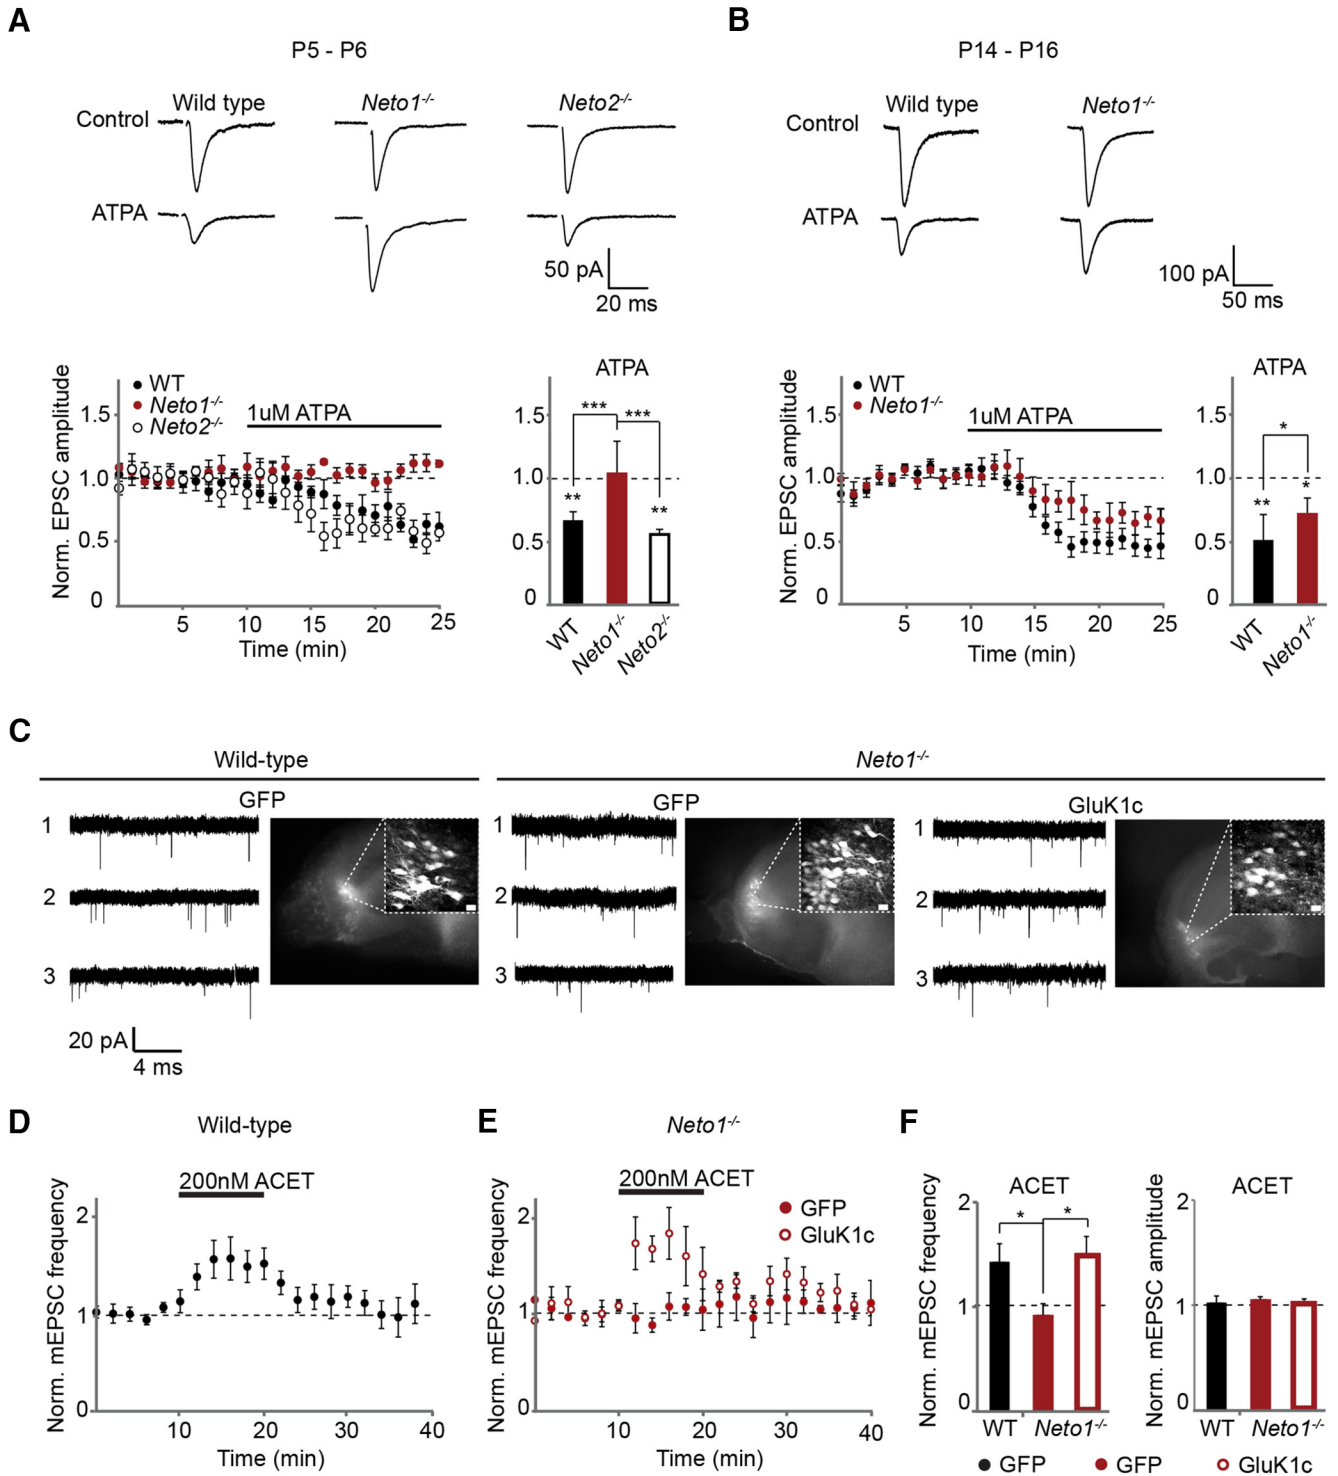 A
P5 - P6
Wild type Neto1-/- Neto2-/-
Control
ATPA
50 pA
20 ms
Norm. EPSC amplitude
WT
Neto1-/-
Neto2-/-
1uM ATPA
1.5
1.0
0.5
0
5 10 15 20 25
Time (min)
ATPA
1.5
1.0
0.5
0
*** ***
** **
WT Neto1-/- Neto2-/-
B
P14 - P16
Wild type Neto1-/-
Control
ATPA
100 pA
50 ms
Norm. EPSC amplitude
WT
Neto1-/-
1uM ATPA
1.5
1.0
0.5
0
5 10 15 20 25
Time (min)
ATPA
1.5
1.0
0.5
0
*
** *
WT Neto1-/-
C
Wild-type Neto1-/-
GFP GFP GluK1c
1 1 1
2 2 2
3 3 3
20 pA
4 ms
D
Wild-type
200nM ACET
Norm. mEPSC frequency
2
1
0
10 20 30 40
Time (min)
E
Neto1-/-
200nM ACET
GFP
GluK1c
Norm. mEPSC frequency
2
1
0
10 20 30 40
Time (min)
F
ACET
Norm. mEPSC frequency
2
1
0
* *
WT Neto1-/-
ACET
Norm. mEPSC amplitude
2
1
0
WT Neto1-/-
GFP GFP GluK1c